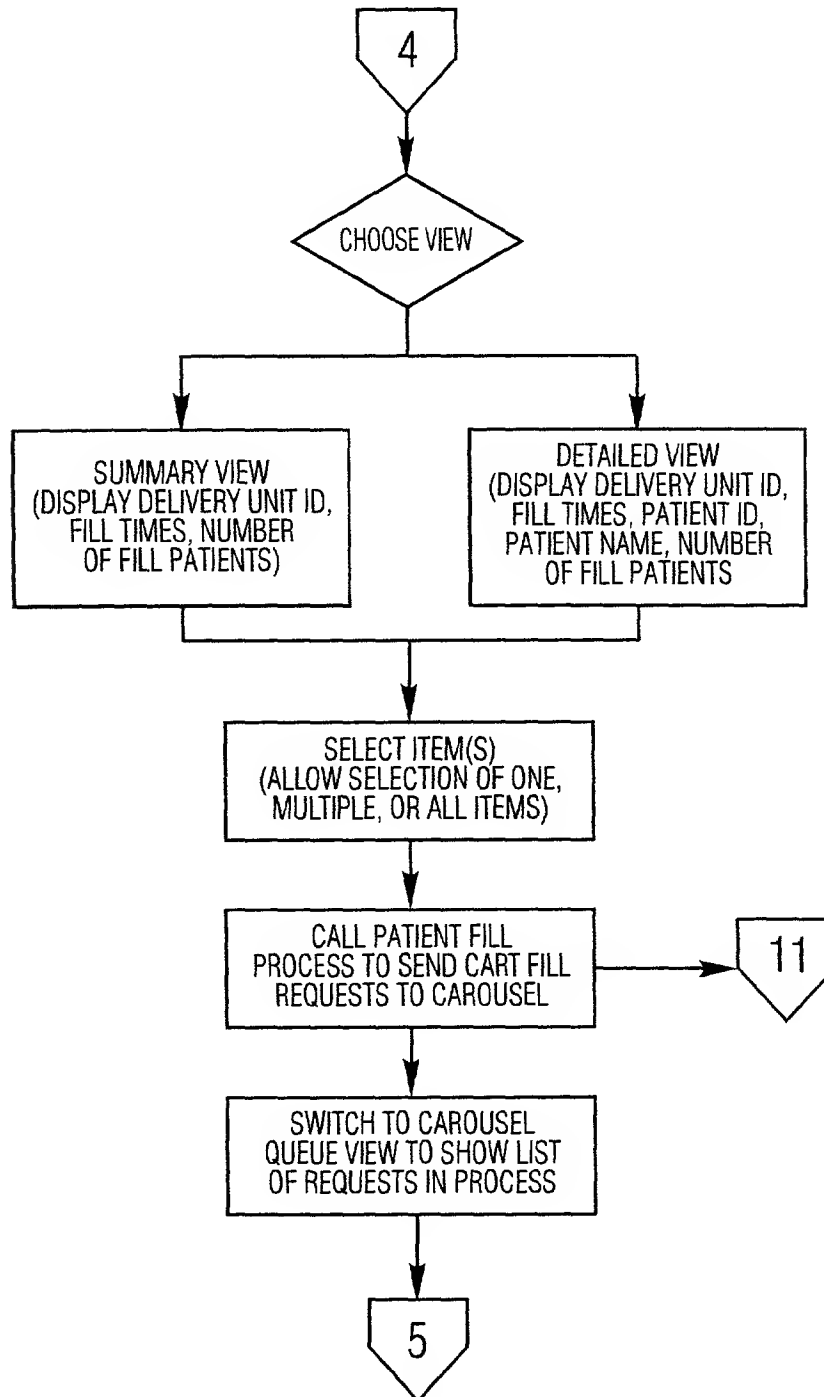 4
CHOOSE VIEW
SUMMARY VIEW
(DISPLAY DELIVERY UNIT ID,
FILL TIMES, NUMBER
OF FILL PATIENTS)
DETAILED VIEW
(DISPLAY DELIVERY UNIT ID,
FILL TIMES, PATIENT ID,
PATIENT NAME, NUMBER
OF FILL PATIENTS
SELECT ITEM(S)
(ALLOW SELECTION OF ONE,
MULTIPLE, OR ALL ITEMS)
CALL PATIENT FILL
PROCESS TO SEND CART FILL
REQUESTS TO CAROUSEL
11
SWITCH TO CAROUSEL
QUEUE VIEW TO SHOW LIST
OF REQUESTS IN PROCESS
5